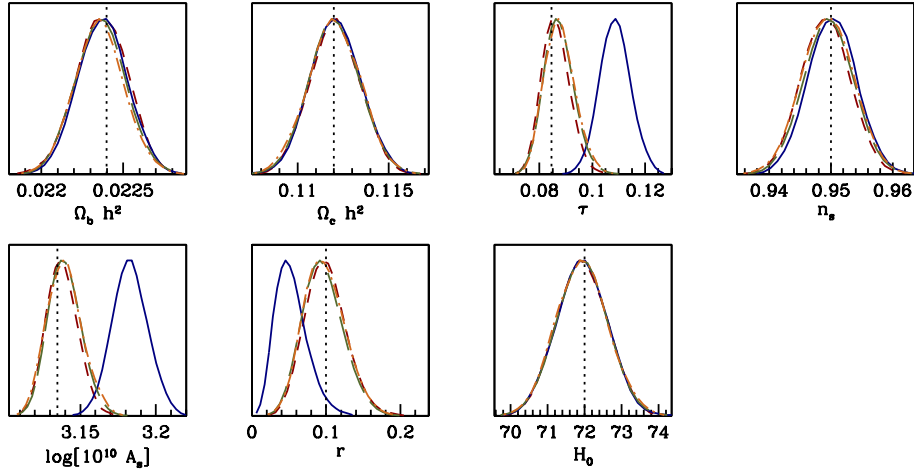 0.022 0.0225
Ω_b h²
0.11 0.115
Ω_c h²
0.08 0.1 0.12
τ
0.94 0.95 0.96
n_s
3.15 3.2
log[10¹⁰ A_s]
0 0.1 0.2
r
70 71 72 73 74
H_0